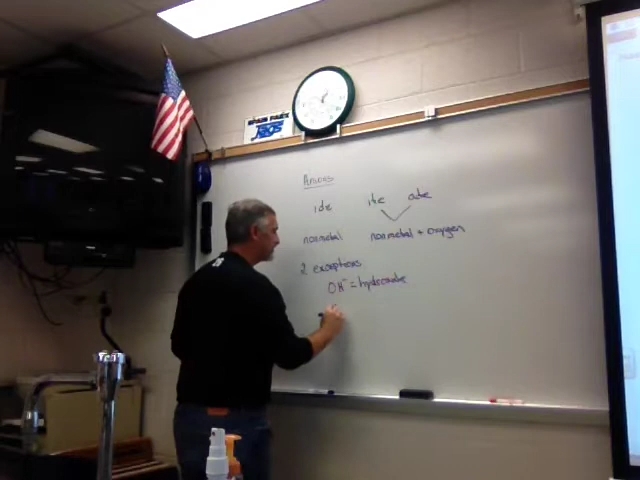 Anions
ide ite ate
nonmetal nonmetal + oxygen
2 exceptions
OH⁻ = hydroxide